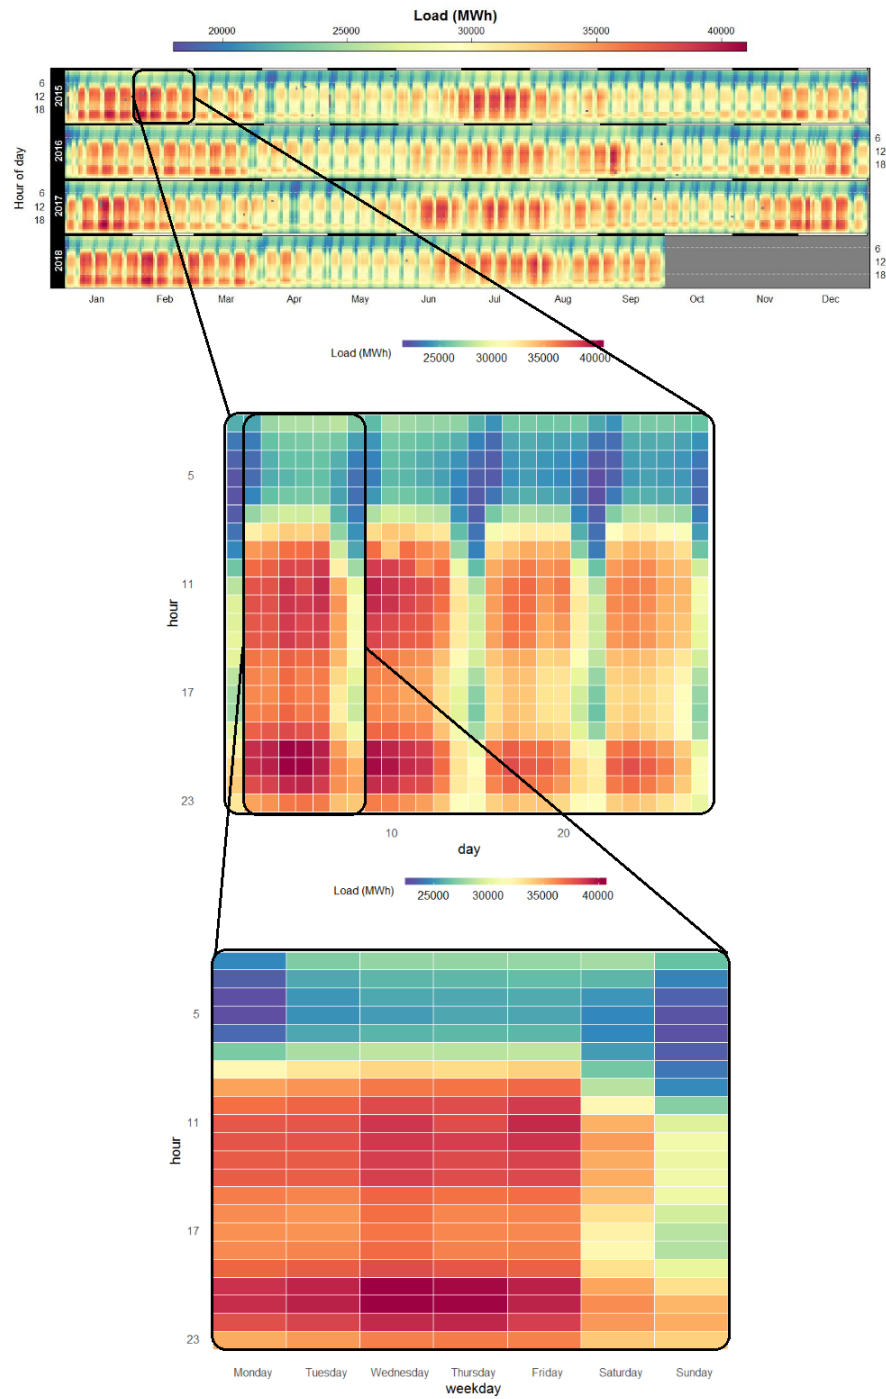 Load (MWh)
20000 25000 30000 35000 40000
Hour of day
6 12 18 2015
2016 6 12 18
6 12 18 2017
2018 6 18
Jan Feb Mar Apr May Jun Jul Aug Sep Oct Nov Dec
Load (MWh)
25000 30000 35000 40000
hour
5
11
17
23
10 20
day
Load (MWh)
25000 30000 35000 40000
hour
5
11
17
23
Monday Tuesday Wednesday Thursday Friday Saturday Sunday
weekday